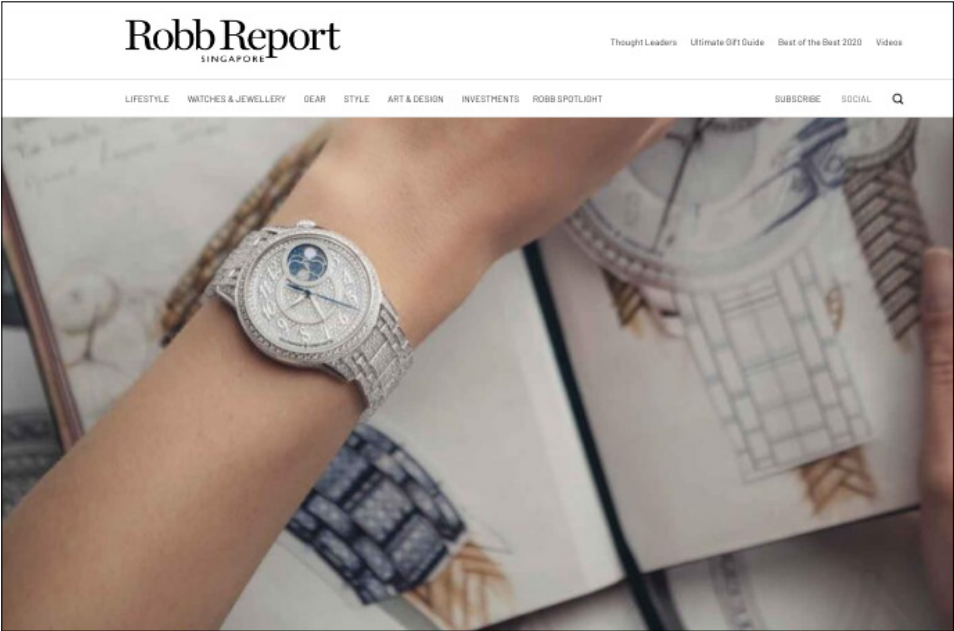 Robb Report
SINGAPORE
Thought Leaders Ultimate Gift Guide Best of the Best 2020 Videos
LIFESTYLE WATCHES & JEWELLERY GEAR STYLE ART & DESIGN INVESTMENTS ROBB SPOTLIGHT SUBSCRIBE SOCIAL